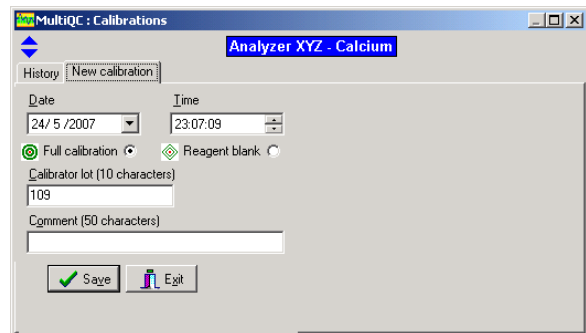 MultiQC : Calibrations
Analyzer XYZ - Calcium
History New calibration
Date Time
24/ 5 /2007 23:07:09
Full calibration Reagent blank
Calibrator lot (10 characters)
109
Comment (50 characters)
Save Exit